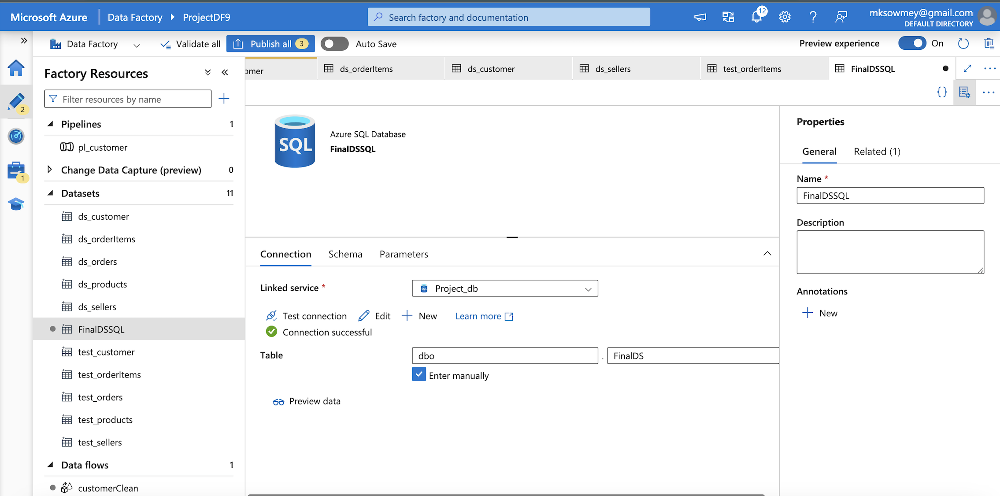 Microsoft Azure
Data Factory
ProjectDF9
Search factory and documentation
12
mksowmey@gmail.com
DEFAULT DIRECTORY
Data Factory
Validate all
Publish all 3
Auto Save
Preview experience
On
Factory Resources
Filter resources by name
2
1
Pipelines 1
pl_customer
Change Data Capture (preview) 0
Datasets 11
ds_customer
ds_orderItems
ds_orders
ds_products
ds_sellers
FinalDSSQL
test_customer
test_orderItems
test_orders
test_products
test_sellers
Data flows 1
customerClean
omer
ds_orderItems
ds_customer
ds_sellers
test_orderItems
FinalDSSQL
{}
SQL
Azure SQL Database
FinalDSSQL
Connection
Schema
Parameters
Linked service *
SQL
Project_db
Test connection
Edit
New
Learn more
Connection successful
Table
dbo
.
FinalDS
Enter manually
Preview data
Properties
General
Related (1)
Name *
FinalDSSQL
Description
Annotations
New